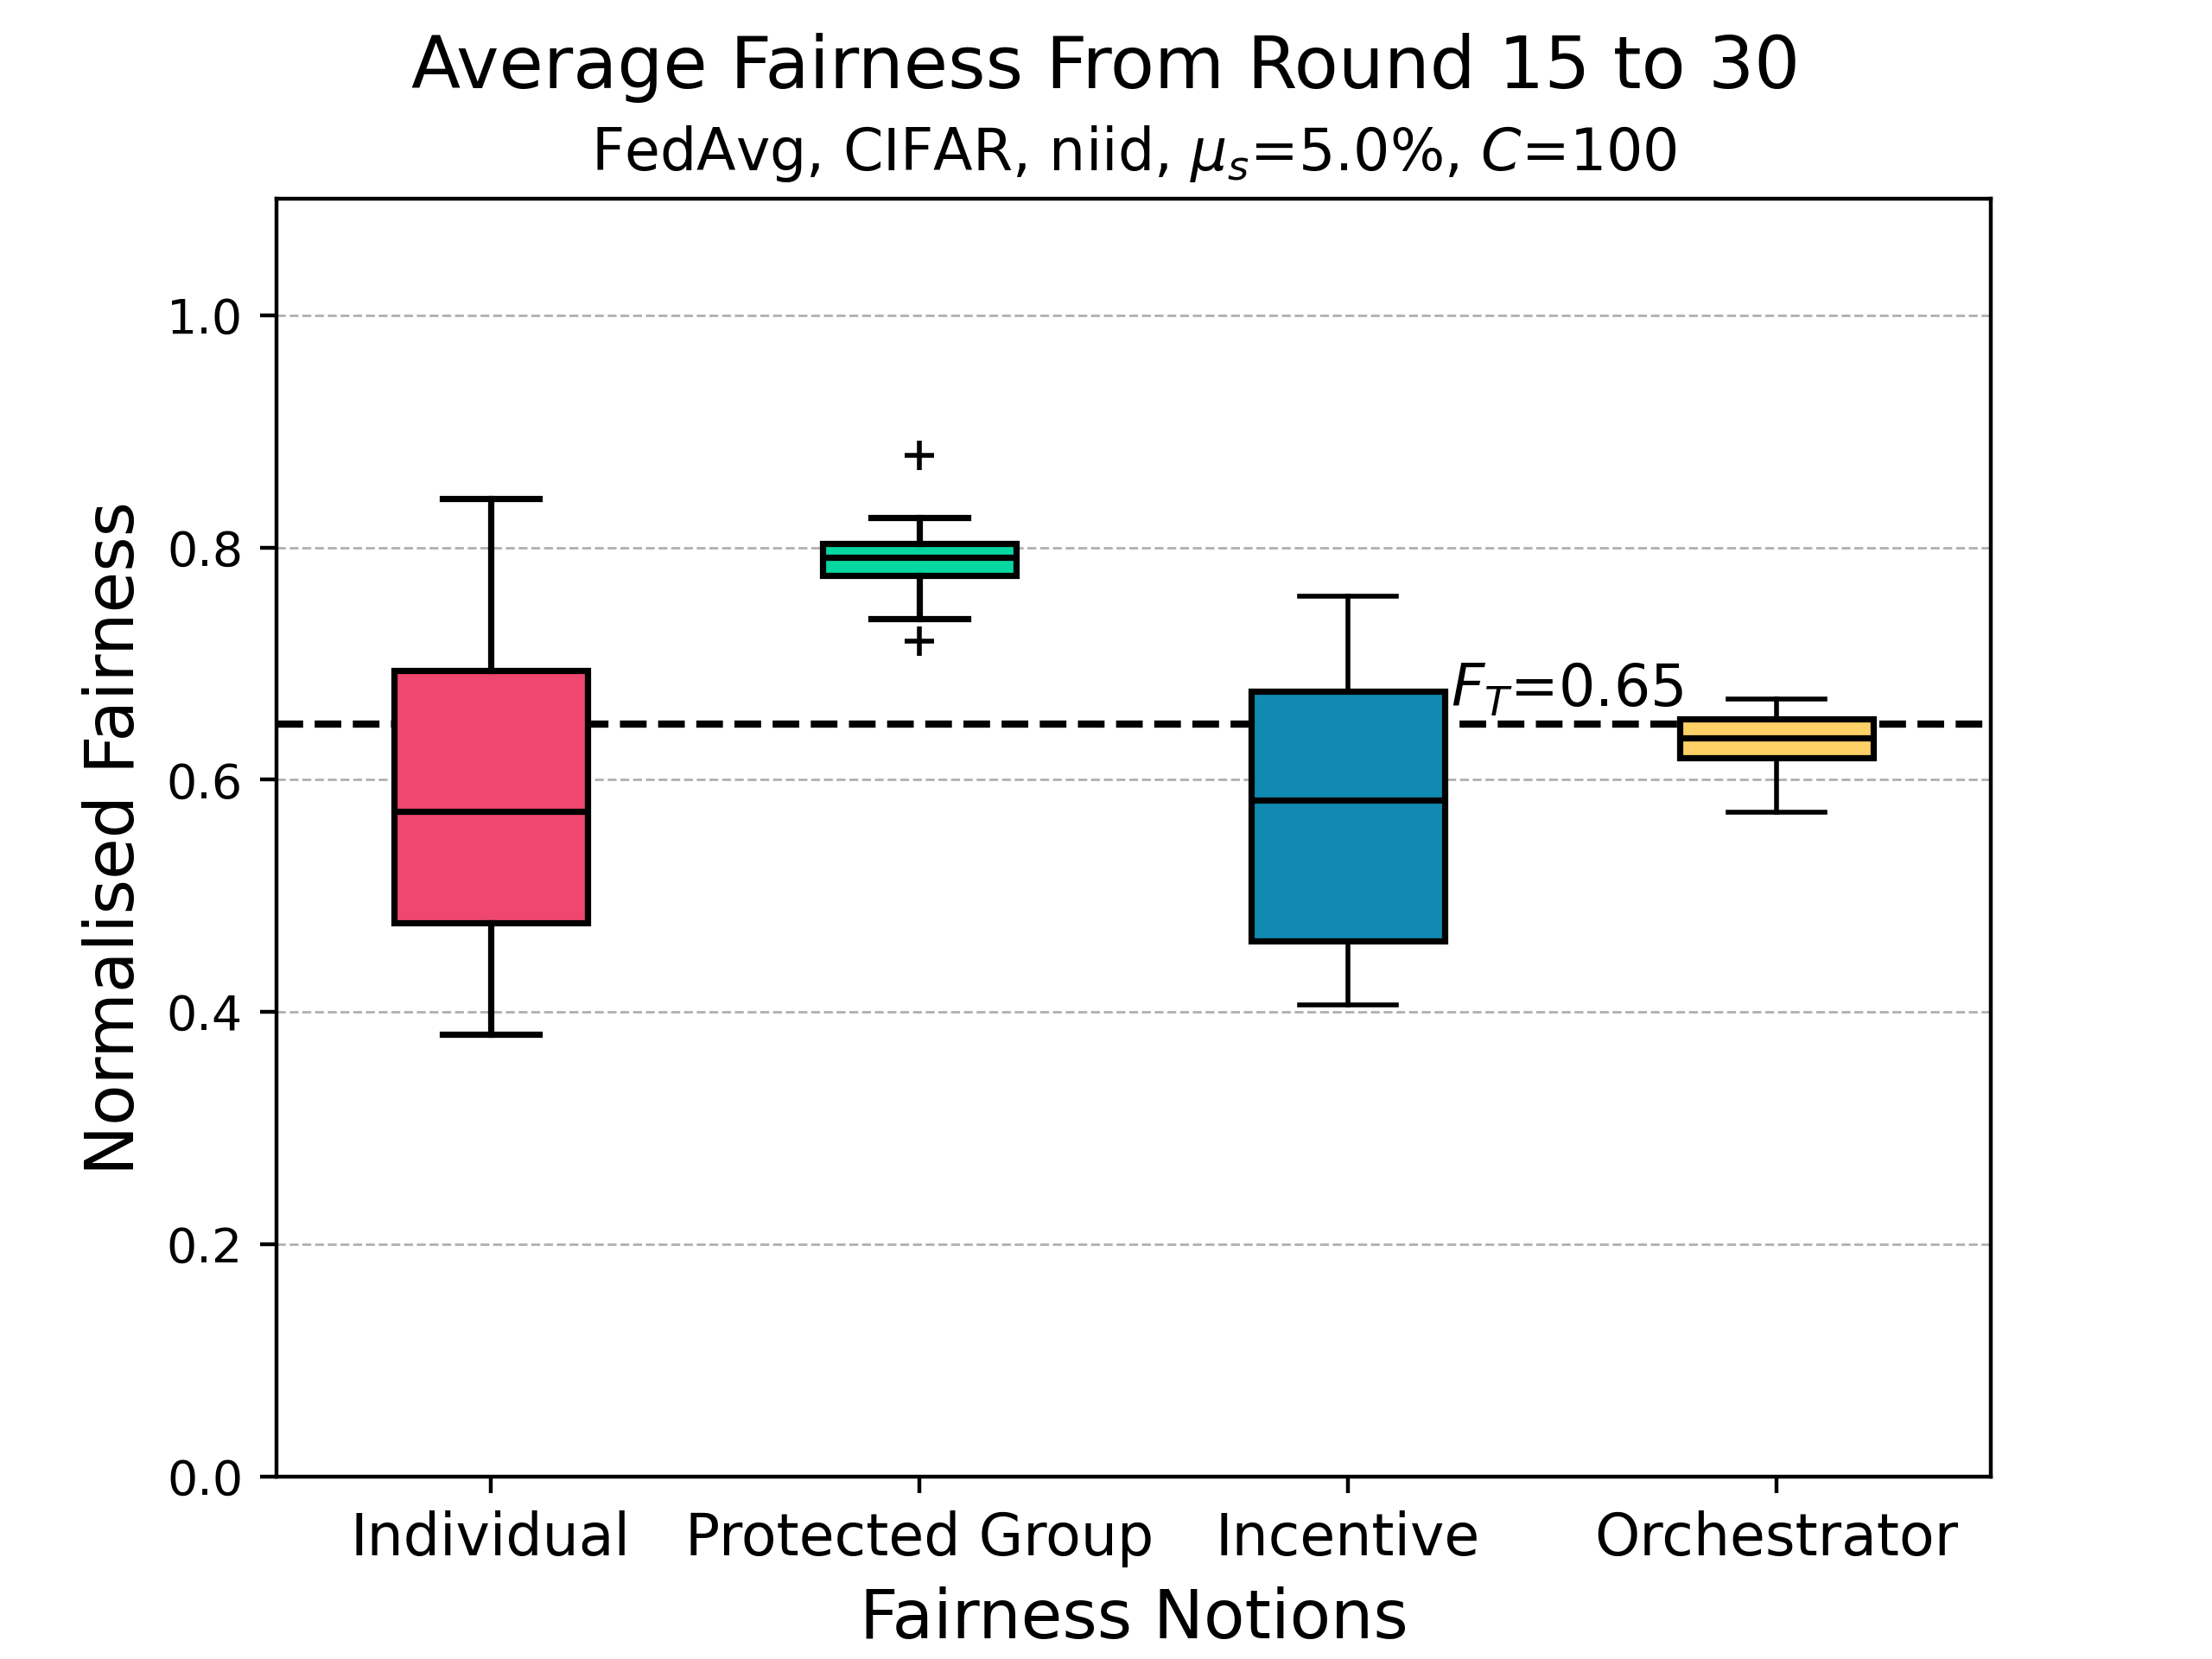 Average Fairness From Round 15 to 30
FedAvg, CIFAR, niid, μₛ=5.0%, C=100
Normalised Fairness
1.0
0.8
0.6
0.4
0.2
0.0
F_T=0.65
Individual Protected Group Incentive Orchestrator
Fairness Notions